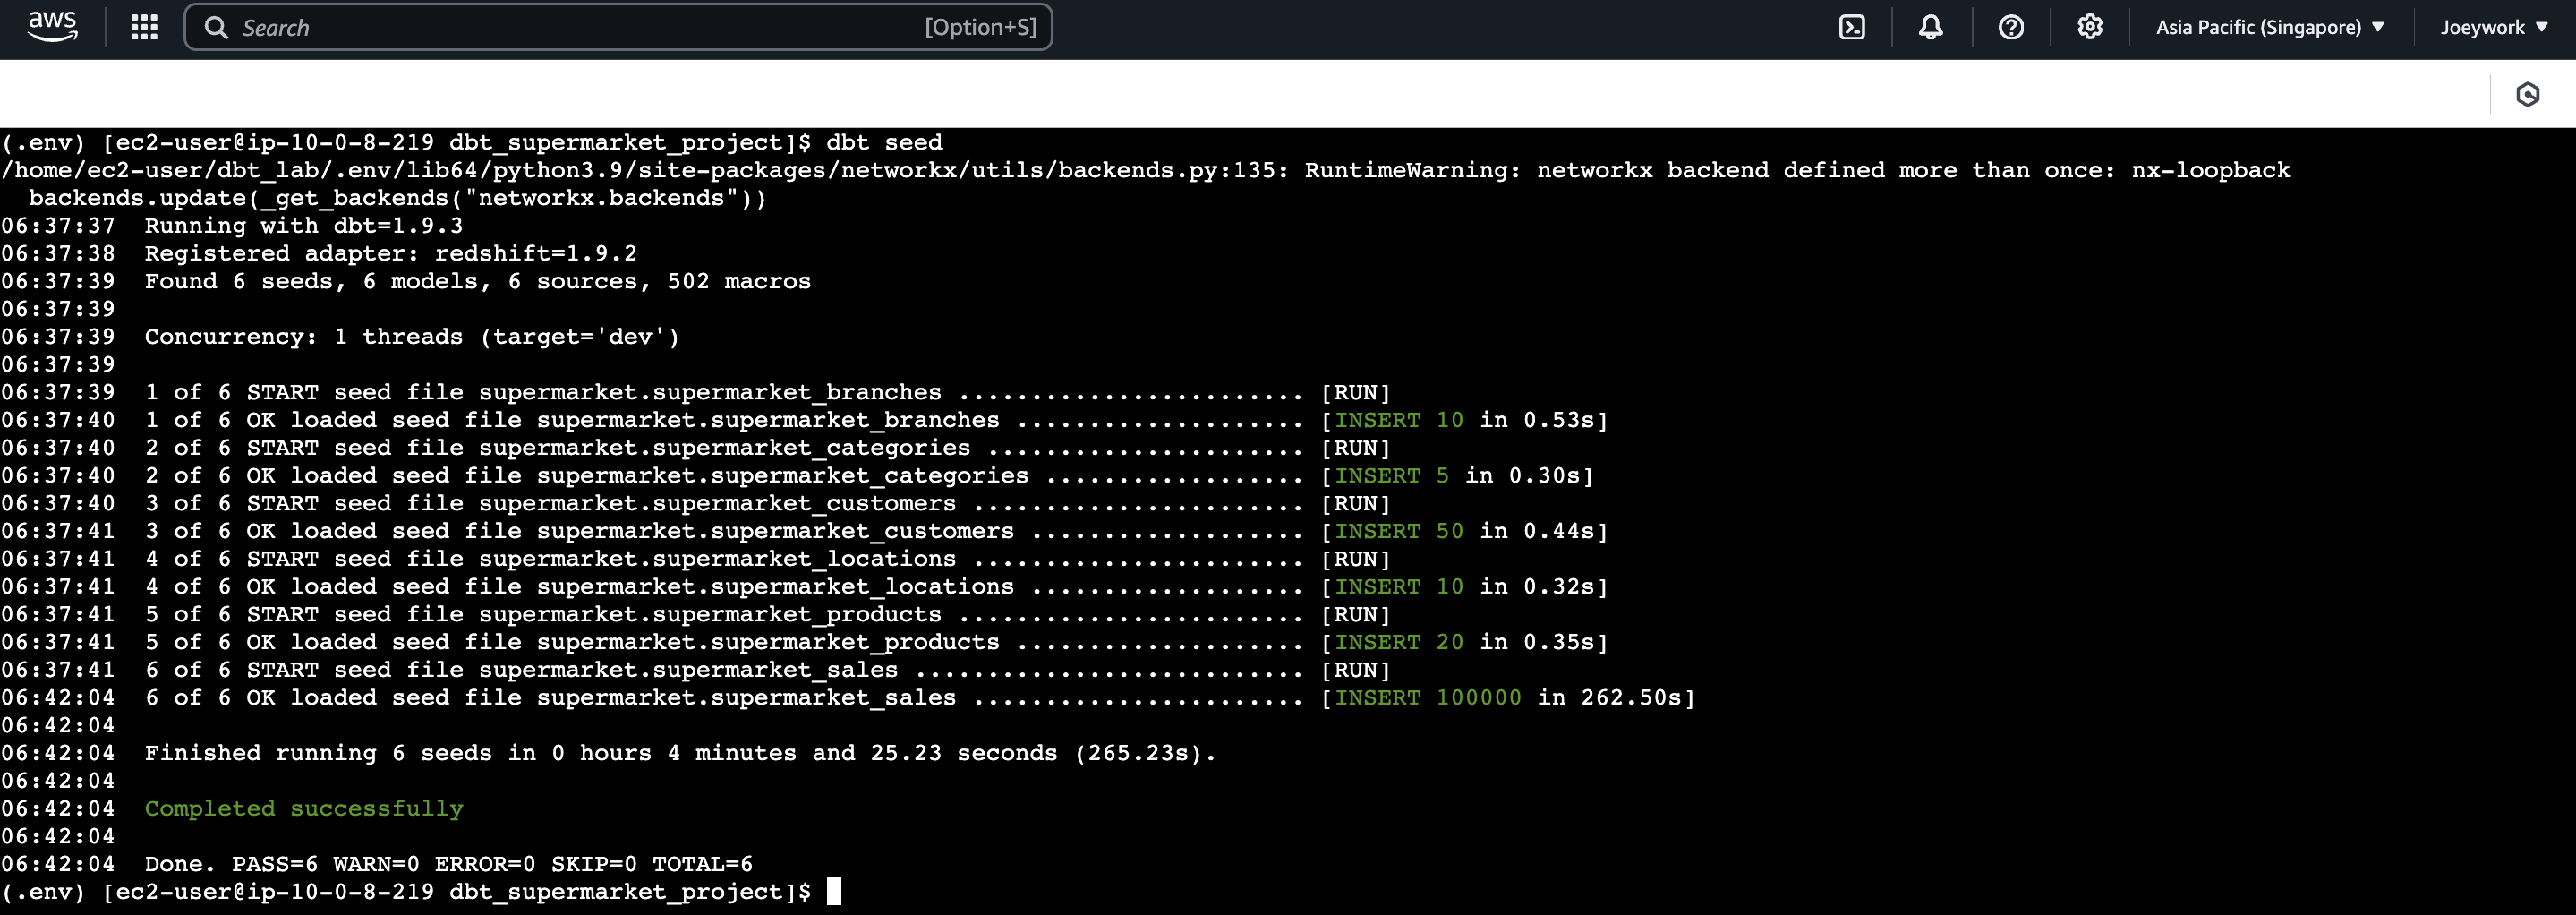 aws
Search [Option+S]
Asia Pacific (Singapore)
Joeywork
(.env) [ec2-user@ip-10-0-8-219 dbt_supermarket_project]$ dbt seed
/home/ec2-user/dbt_lab/.env/lib64/python3.9/site-packages/networkx/utils/backends.py:135: RuntimeWarning: networkx backend defined more than once: nx-loopback
  backends.update(_get_backends("networkx.backends"))
06:37:37  Running with dbt=1.9.3
06:37:38  Registered adapter: redshift=1.9.2
06:37:39  Found 6 seeds, 6 models, 6 sources, 502 macros
06:37:39
06:37:39  Concurrency: 1 threads (target='dev')
06:37:39
06:37:39  1 of 6 START seed file supermarket.supermarket_branches ........................ [RUN]
06:37:40  1 of 6 OK loaded seed file supermarket.supermarket_branches .................... [INSERT 10 in 0.53s]
06:37:40  2 of 6 START seed file supermarket.supermarket_categories ...................... [RUN]
06:37:40  2 of 6 OK loaded seed file supermarket.supermarket_categories .................. [INSERT 5 in 0.30s]
06:37:40  3 of 6 START seed file supermarket.supermarket_customers ....................... [RUN]
06:37:41  3 of 6 OK loaded seed file supermarket.supermarket_customers ................... [INSERT 50 in 0.44s]
06:37:41  4 of 6 START seed file supermarket.supermarket_locations ....................... [RUN]
06:37:41  4 of 6 OK loaded seed file supermarket.supermarket_locations ................... [INSERT 10 in 0.32s]
06:37:41  5 of 6 START seed file supermarket.supermarket_products ........................ [RUN]
06:37:41  5 of 6 OK loaded seed file supermarket.supermarket_products .................... [INSERT 20 in 0.35s]
06:37:41  6 of 6 START seed file supermarket.supermarket_sales ........................... [RUN]
06:42:04  6 of 6 OK loaded seed file supermarket.supermarket_sales ....................... [INSERT 100000 in 262.50s]
06:42:04
06:42:04  Finished running 6 seeds in 0 hours 4 minutes and 25.23 seconds (265.23s).
06:42:04
06:42:04  Completed successfully
06:42:04
06:42:04  Done. PASS=6 WARN=0 ERROR=0 SKIP=0 TOTAL=6
(.env) [ec2-user@ip-10-0-8-219 dbt_supermarket_project]$